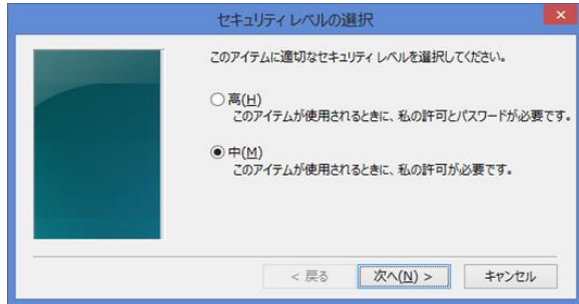 セキュリティ レベルの選択
このアイテムに適切なセキュリティ レベルを選択してください。
高(H)
このアイテムが使用されるときに、私の許可とパスワードが必要です。
中(M)
このアイテムが使用されるときに、私の許可が必要です。
< 戻る
次へ(N) >
キャンセル